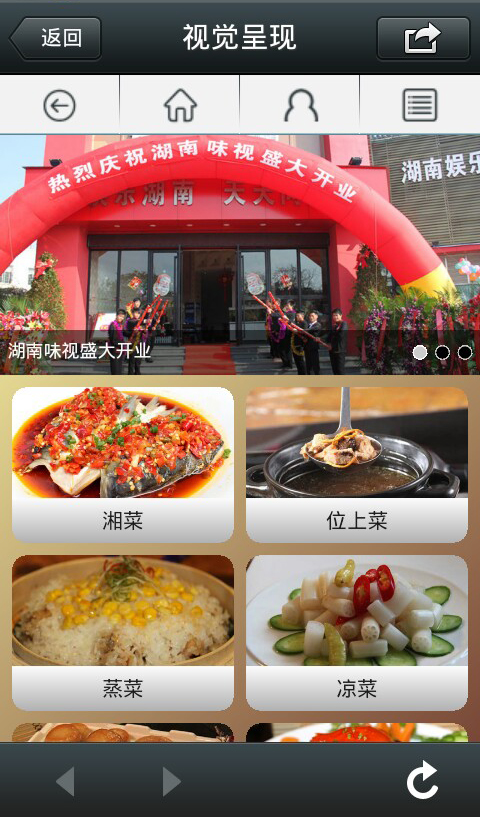 返回
视觉呈现
热烈庆祝湖南味视盛大开业
湖南娱乐
娱乐湖南 天天
湖南味视盛大开业
湘菜
位上菜
蒸菜
凉菜